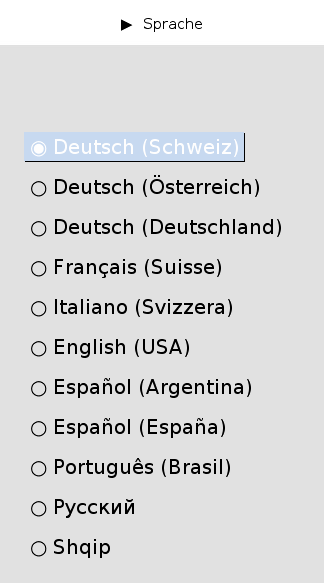 ▶ Sprache
◉ Deutsch (Schweiz)
○ Deutsch (Österreich)
○ Deutsch (Deutschland)
○ Français (Suisse)
○ Italiano (Svizzera)
○ English (USA)
○ Español (Argentina)
○ Español (España)
○ Português (Brasil)
○ Русский
○ Shqip